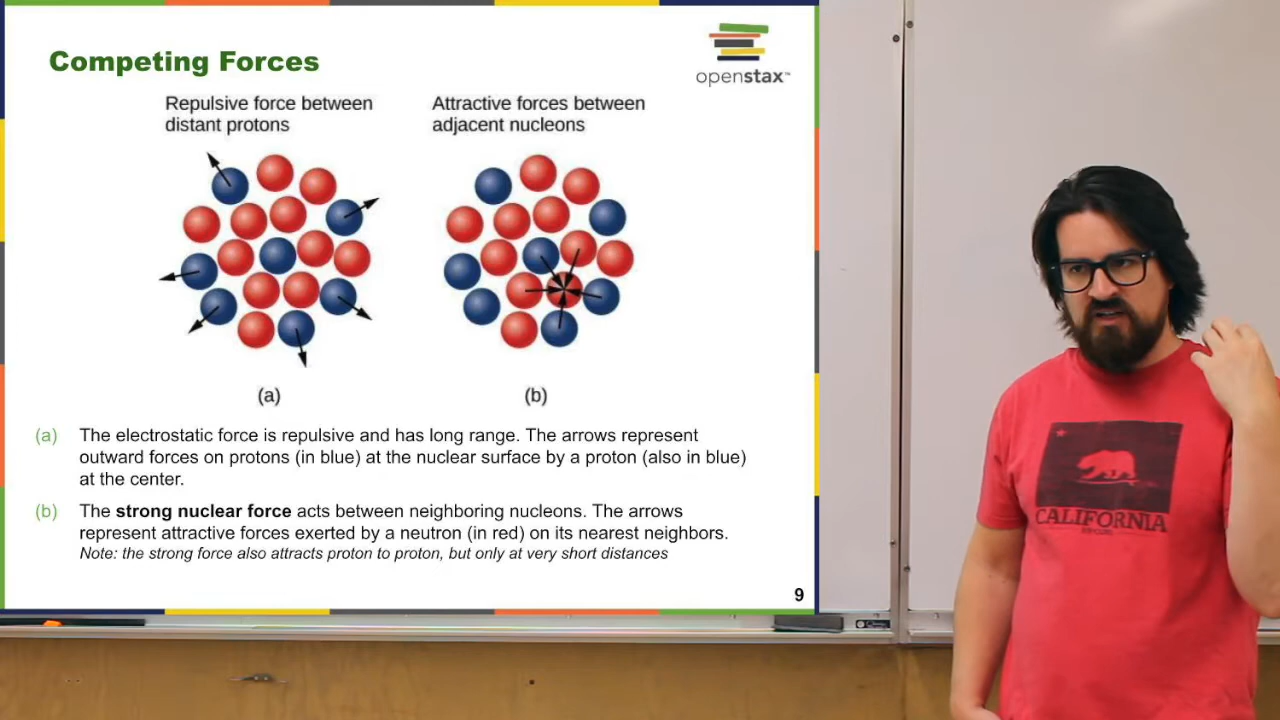 Competing Forces
openstax™
Repulsive force between
distant protons
Attractive forces between
adjacent nucleons
(a)
(b)
(a) The electrostatic force is repulsive and has long range. The arrows represent
outward forces on protons (in blue) at the nuclear surface by a proton (also in blue)
at the center.
(b) The strong nuclear force acts between neighboring nucleons. The arrows
represent attractive forces exerted by a neutron (in red) on its nearest neighbors.
Note: the strong force also attracts proton to proton, but only at very short distances
9
CALIFORNIA